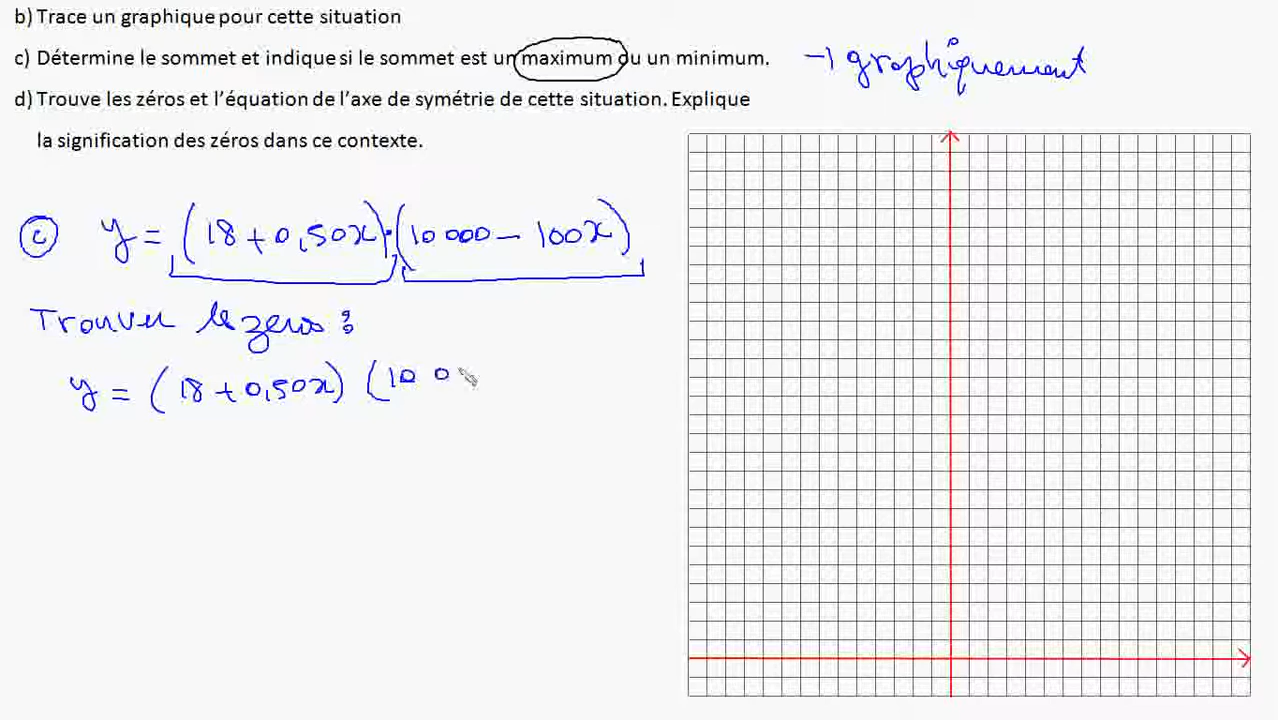 b) Trace un graphique pour cette situation
c) Détermine le sommet et indique si le sommet est un maximum ou un minimum. → graphiquement
d) Trouve les zéros et l'équation de l'axe de symétrie de cette situation. Explique
la signification des zéros dans ce contexte.
c y = (18 + 0,50x)·(10 000 − 100x)
Trouver le zeros :
y = (18 + 0,50x) (10 0